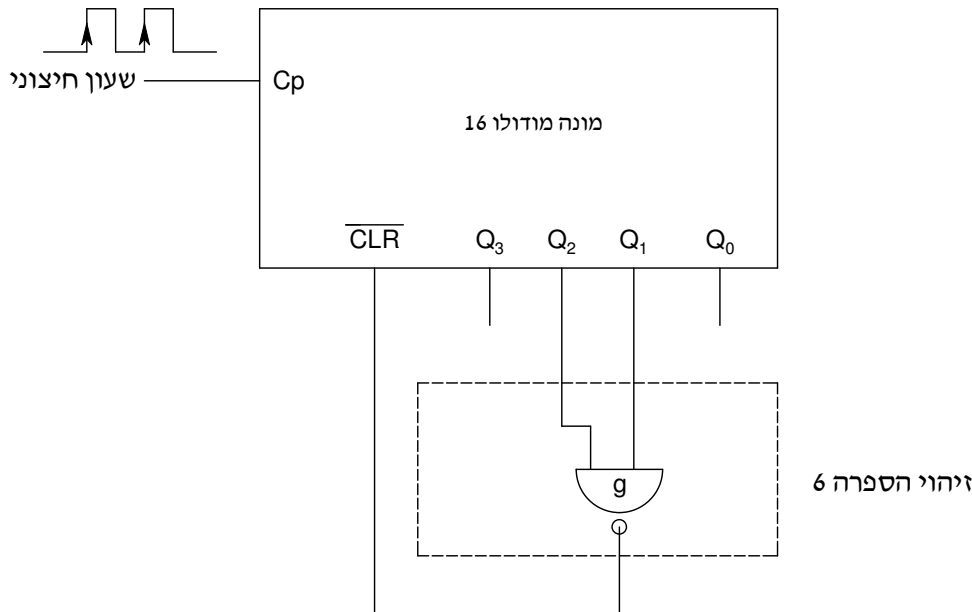 שעון חיצוני
Cp
מונה מודולו 16
CLR
Q3
Q2
Q1
Q0
g
זיהוי הספרה 6